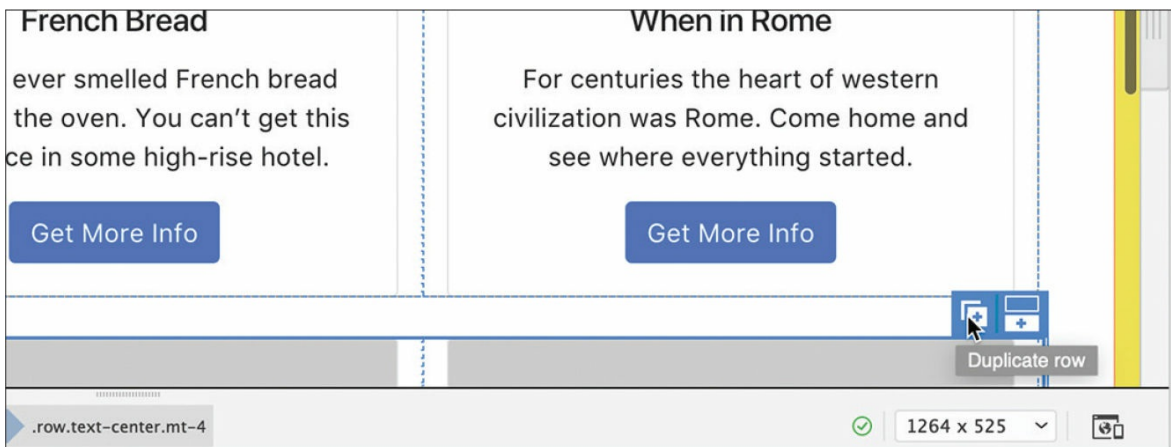 French Bread
ever smelled French bread
the oven. You can’t get this
ce in some high-rise hotel.
Get More Info
When in Rome
For centuries the heart of western
civilization was Rome. Come home and
see where everything started.
Get More Info
Duplicate row
.row.text-center.mt-4
1264 x 525